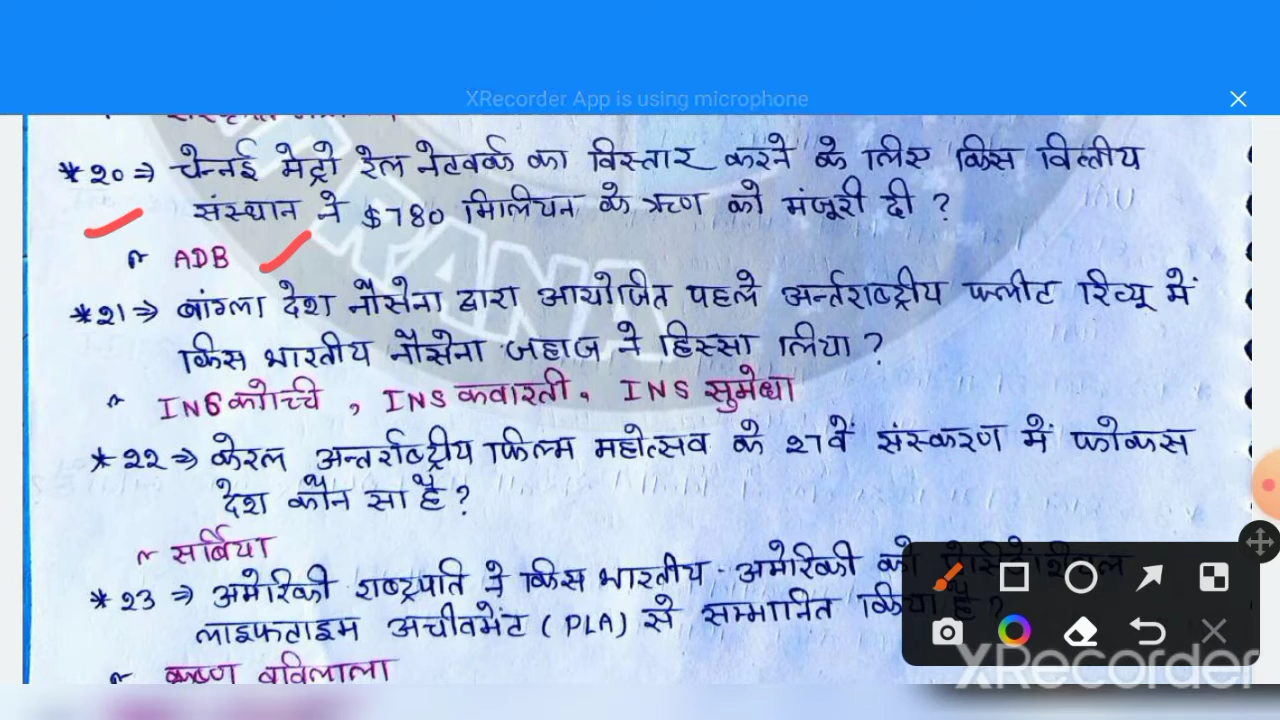 XRecorder App is using microphone
*20 ⇒ चेन्नई मेट्रो रेल नेटवर्क का विस्तार करने के लिए किस वित्तीय
संस्थान ने $780 मिलियन के ऋण को मंजूरी दी ?
ADB
*21 ⇒ बांग्ला देश नौसेना द्वारा आयोजित पहले अर्न्तराष्ट्रीय फ्लीट रिव्यू में
किस भारतीय नौसेना जहाज ने हिस्सा लिया ?
INS कोच्चि , INS कवारती, INS सुमेधा
*22 ⇒ केरल अन्तर्राष्ट्रीय फिल्म महोत्सव के 27वें संस्करण में फोकस
देश कौन सा है ?
सर्बिया
*23 ⇒ अमेरिकी राष्ट्रपति ने किस भारतीय - अमेरिकी को
लाइफटाइम अचीवमेंट (PLA) से सम्मानित किया है ?
कृष्ण वविलाला
XRecorder